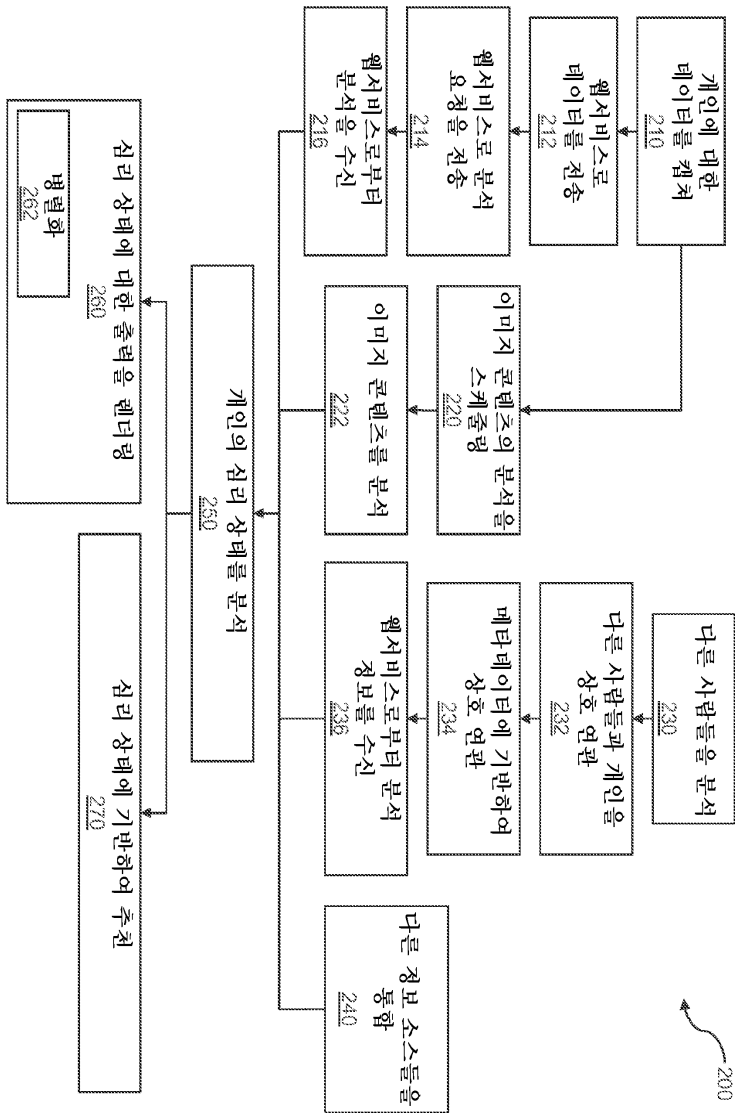 200
개인에 대한
데이터를 캡쳐
210
웹서비스로
데이터를 전송
212
웹서비스로 분석
요청을 전송
214
웹서비스로부터
분석을 수신
216
이미지 콘텐츠의 분석을
스케줄링
220
이미지 콘텐츠를 분석
222
다른 사람들을 분석
230
다른 사람들과 개인을
상호 연관
232
메타데이터에 기반하여
상호 연관
234
웹서비스로부터 분석
정보를 수신
236
다른 정보 소스들을
통합
240
개인의 심리 상태를 분석
250
심리 상태에 대한 출력을 렌더링
260
병렬화
262
심리 상태에 기반하여 추천
270